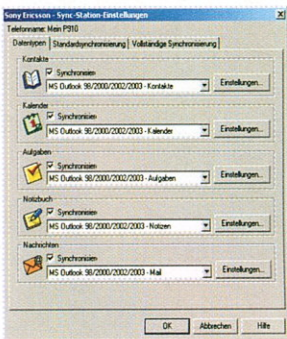 Sony Ericsson - Sync-Station-Einstellungen
Telefonname: Mein P910
Datentypen Standardsynchronisierung Vollständige Synchronisierung
Kontakte
Synchronisieren
MS Outlook 98/2000/2002/2003 - Kontakte Einstellungen...
Kalender
Synchronisieren
MS Outlook 98/2000/2002/2003 - Kalender Einstellungen...
Aufgaben
Synchronisieren
MS Outlook 98/2000/2002/2003 - Aufgaben Einstellungen...
Notizbuch
Synchronisieren
MS Outlook 98/2000/2002/2003 - Notizen Einstellungen...
Nachrichten
Synchronisieren
MS Outlook 98/2000/2002/2003 - Mail Einstellungen...
OK Abbrechen Hilfe